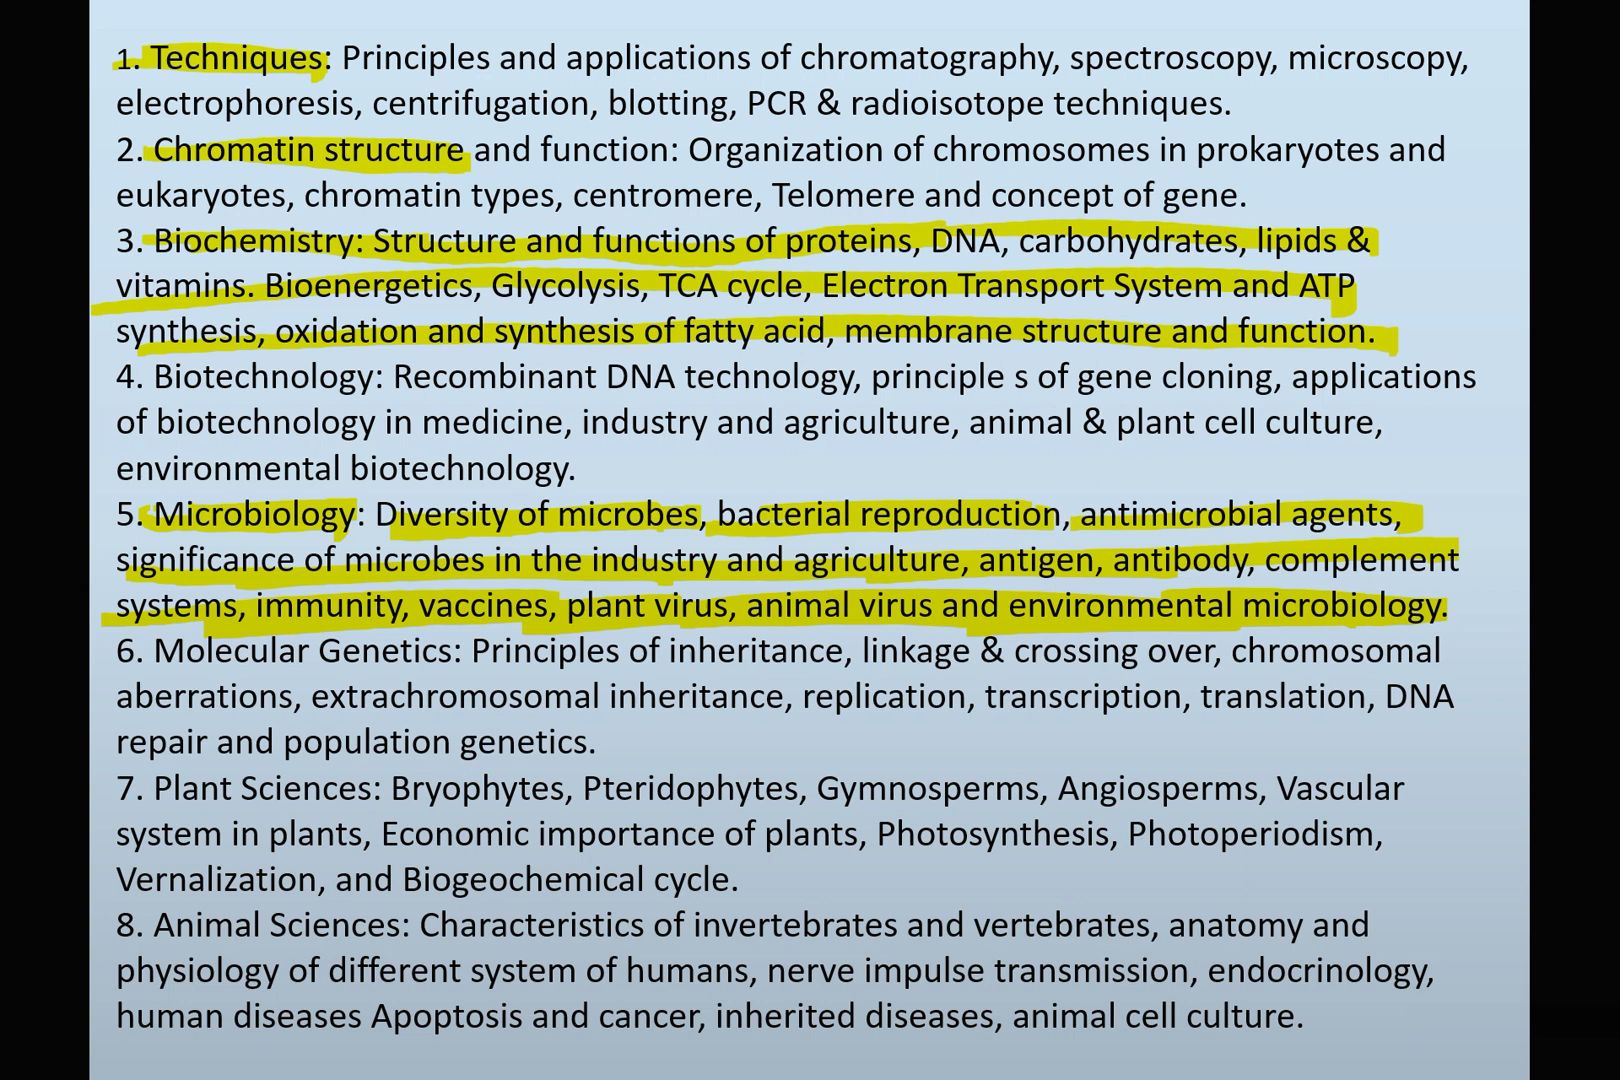 1. Techniques: Principles and applications of chromatography, spectroscopy, microscopy,
electrophoresis, centrifugation, blotting, PCR & radioisotope techniques.
2. Chromatin structure and function: Organization of chromosomes in prokaryotes and
eukaryotes, chromatin types, centromere, Telomere and concept of gene.
3. Biochemistry: Structure and functions of proteins, DNA, carbohydrates, lipids &
vitamins. Bioenergetics, Glycolysis, TCA cycle, Electron Transport System and ATP
synthesis, oxidation and synthesis of fatty acid, membrane structure and function.
4. Biotechnology: Recombinant DNA technology, principle s of gene cloning, applications
of biotechnology in medicine, industry and agriculture, animal & plant cell culture,
environmental biotechnology.
5. Microbiology: Diversity of microbes, bacterial reproduction, antimicrobial agents,
significance of microbes in the industry and agriculture, antigen, antibody, complement
systems, immunity, vaccines, plant virus, animal virus and environmental microbiology.
6. Molecular Genetics: Principles of inheritance, linkage & crossing over, chromosomal
aberrations, extrachromosomal inheritance, replication, transcription, translation, DNA
repair and population genetics.
7. Plant Sciences: Bryophytes, Pteridophytes, Gymnosperms, Angiosperms, Vascular
system in plants, Economic importance of plants, Photosynthesis, Photoperiodism,
Vernalization, and Biogeochemical cycle.
8. Animal Sciences: Characteristics of invertebrates and vertebrates, anatomy and
physiology of different system of humans, nerve impulse transmission, endocrinology,
human diseases Apoptosis and cancer, inherited diseases, animal cell culture.